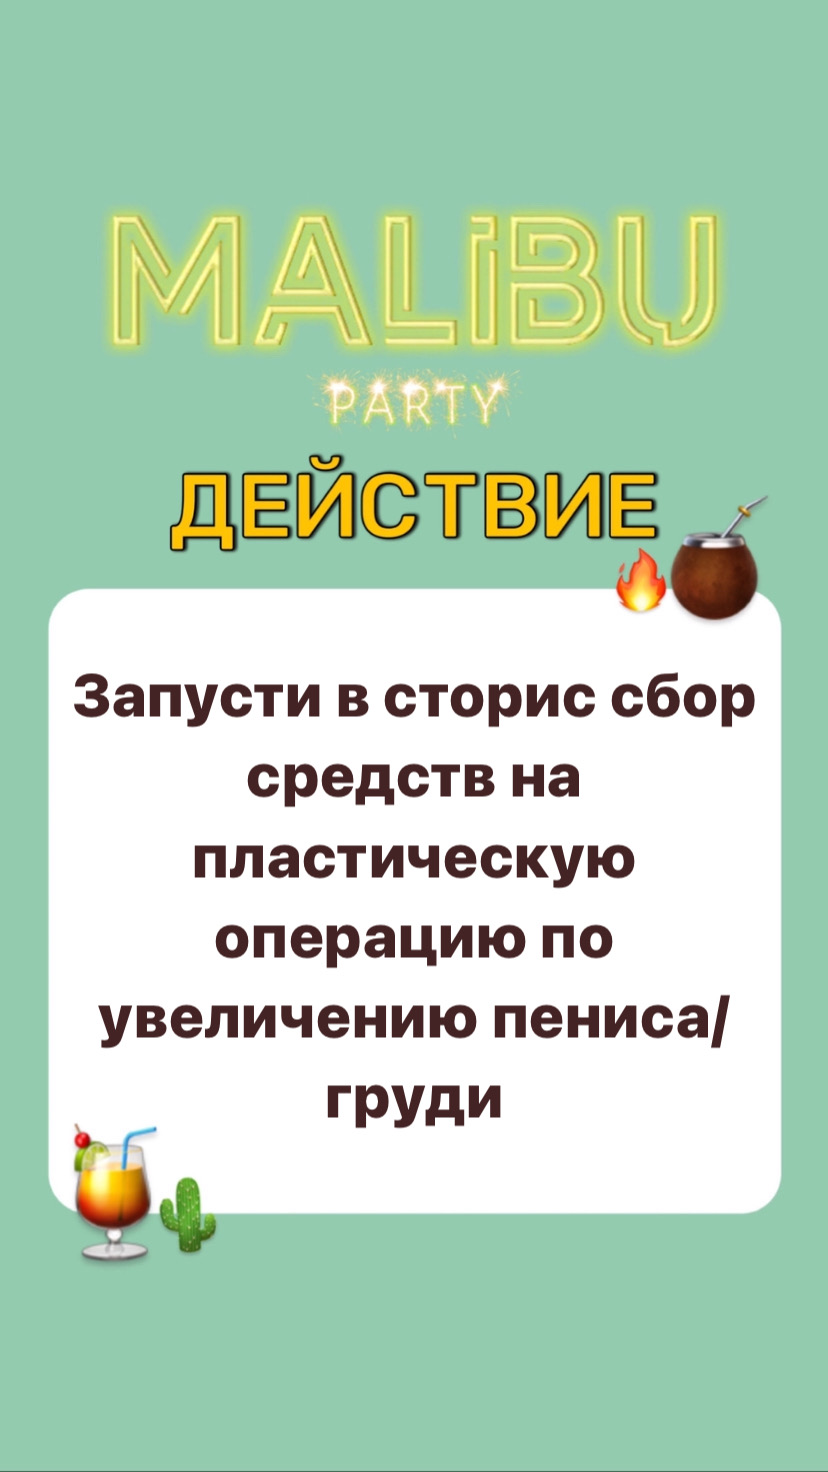 MALiBU
PARTY
ДЕЙСТВИЕ
Запусти в сторис сбор
средств на
пластическую
операцию по
увеличению пениса/
груди